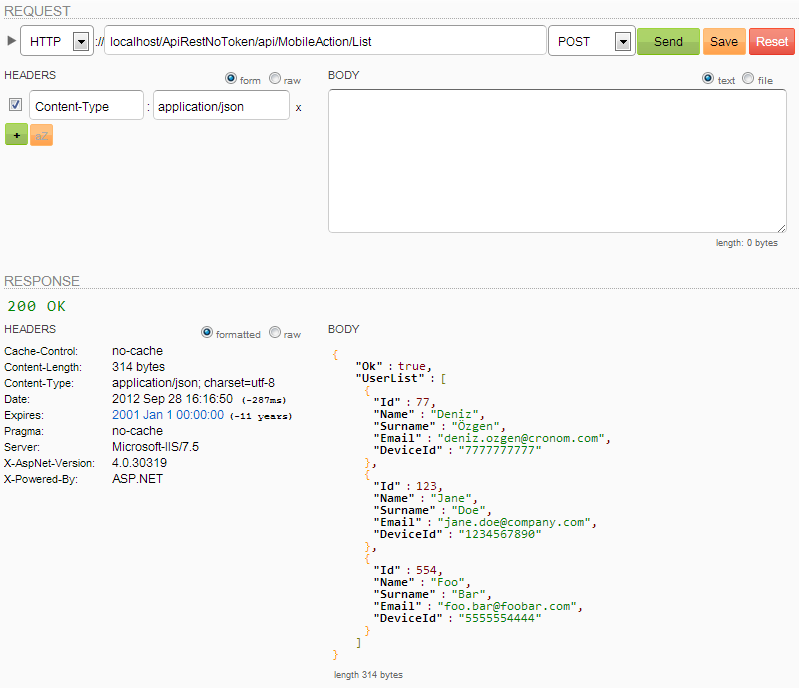 REQUEST
HTTP :// localhost/ApiRestNoToken/api/MobileAction/List POST Send Save Reset
HEADERS form raw
Content-Type : application/json x
+ aZ
BODY text file
length: 0 bytes
RESPONSE
200 OK
HEADERS formatted raw
Cache-Control: no-cache
Content-Length: 314 bytes
Content-Type: application/json; charset=utf-8
Date: 2012 Sep 28 16:16:50 (-287ms)
Expires: 2001 Jan 1 00:00:00 (-11 years)
Pragma: no-cache
Server: Microsoft-IIS/7.5
X-AspNet-Version: 4.0.30319
X-Powered-By: ASP.NET
BODY
{
"Ok" : true,
"UserList" : [
{
"Id" : 77,
"Name" : "Deniz",
"Surname" : "Özgen",
"Email" : "deniz.ozgen@cronom.com",
"DeviceId" : "7777777777"
},
{
"Id" : 123,
"Name" : "Jane",
"Surname" : "Doe",
"Email" : "jane.doe@company.com",
"DeviceId" : "1234567890"
},
{
"Id" : 554,
"Name" : "Foo",
"Surname" : "Bar",
"Email" : "foo.bar@foobar.com",
"DeviceId" : "5555554444"
}
]
}
length 314 bytes